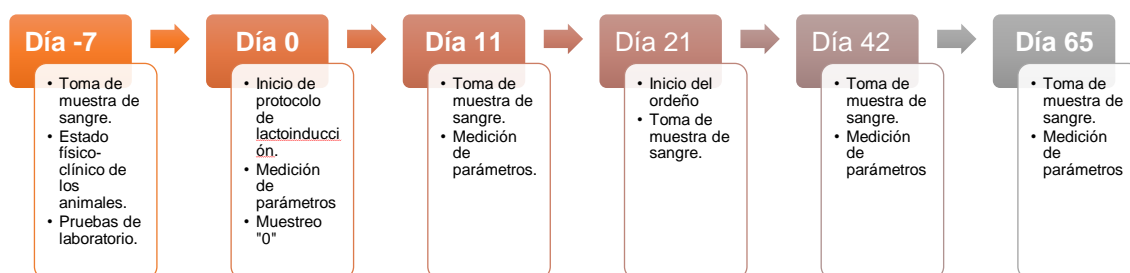 Día -7
• Toma de
muestra de
sangre.
• Estado
físico-
clínico de
los
animales.
• Pruebas de
laboratorio.
Día 0
• Inicio de
protocolo
de
lactoinducci
ón.
• Medición
de
parámetros
• Muestreo
"0"
Día 11
• Toma de
muestra de
sangre.
• Medición
de
parámetros.
Día 21
• Inicio del
ordeño
• Toma de
muestra de
sangre.
Día 42
• Toma de
muestra de
sangre.
• Medición
de
parámetros
Día 65
• Toma de
muestra de
sangre.
• Medición
de
parámetros